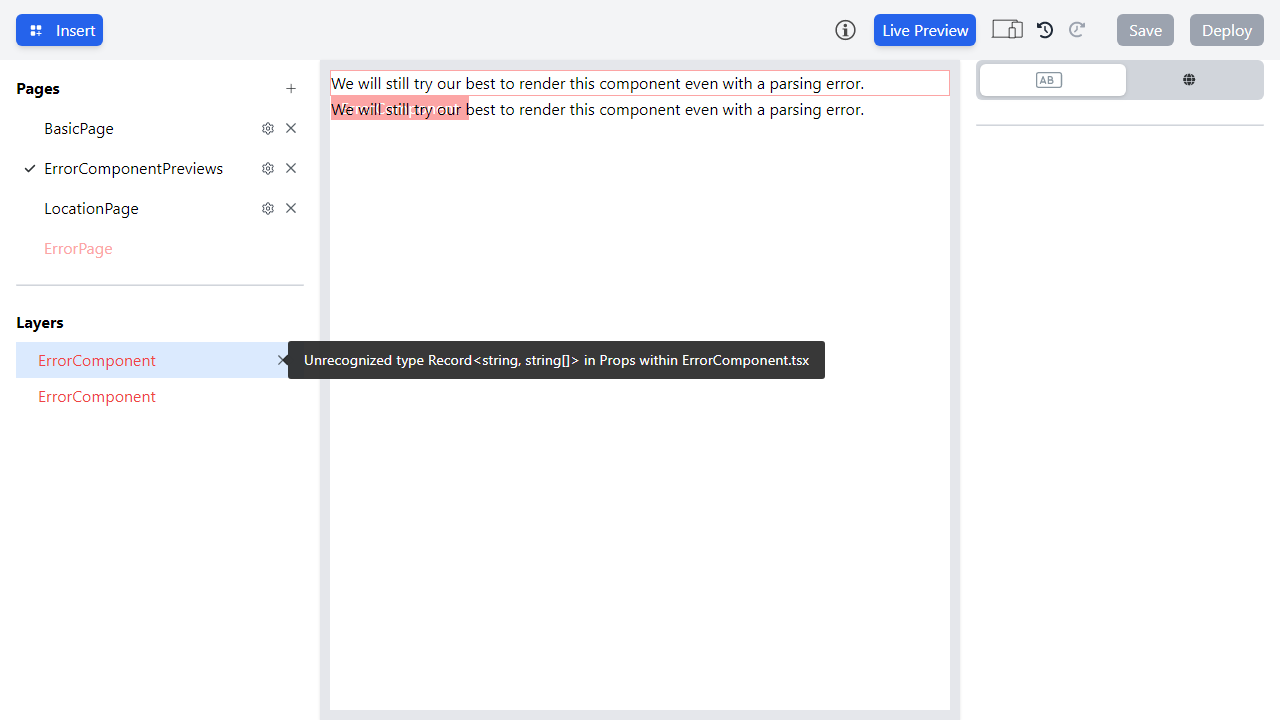 Insert
Live Preview
Save
Deploy
Pages
BasicPage
ErrorComponentPreviews
LocationPage
ErrorPage
Layers
ErrorComponent
ErrorComponent
We will still try our best to render this component even with a parsing error.
We will still try our best to render this component even with a parsing error.
Unrecognized type Record<string, string[]> in Props within ErrorComponent.tsx
AB